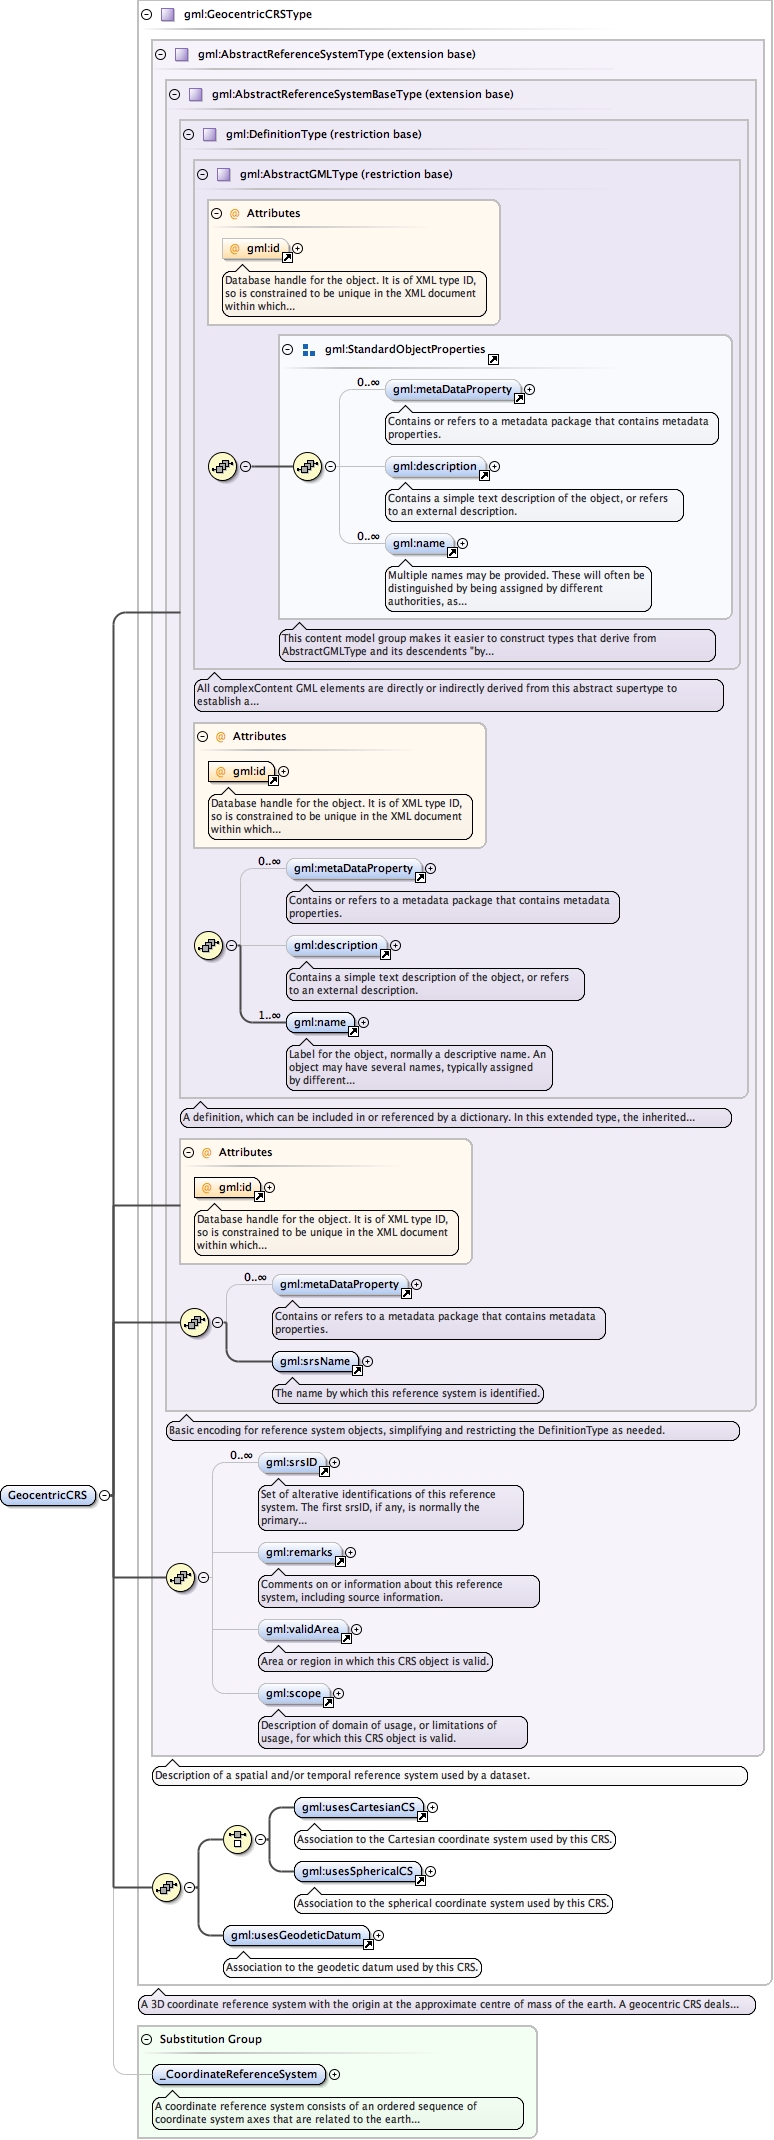 gml:GeocentricCRSType
gml:AbstractReferenceSystemType (extension base)
gml:AbstractReferenceSystemBaseType (extension base)
gml:DefinitionType (restriction base)
gml:AbstractGMLType (restriction base)
@ Attributes
@ gml:id
Database handle for the object. It is of XML type ID,
so is constrained to be unique in the XML document
within which...
gml:StandardObjectProperties
0..∞
gml:metaDataProperty
Contains or refers to a metadata package that contains metadata
properties.
gml:description
Contains a simple text description of the object, or refers
to an external description.
0..∞
gml:name
Multiple names may be provided. These will often be
distinguished by being assigned by different
authorities, as...
This content model group makes it easier to construct types that derive from
AbstractGMLType and its descendents "by...
All complexContent GML elements are directly or indirectly derived from this abstract supertype to
establish a...
@ Attributes
@ gml:id
Database handle for the object. It is of XML type ID,
so is constrained to be unique in the XML document
within which...
0..∞
gml:metaDataProperty
Contains or refers to a metadata package that contains metadata
properties.
gml:description
Contains a simple text description of the object, or refers
to an external description.
1..∞
gml:name
Label for the object, normally a descriptive name. An
object may have several names, typically assigned
by different...
A definition, which can be included in or referenced by a dictionary. In this extended type, the inherited...
@ Attributes
@ gml:id
Database handle for the object. It is of XML type ID,
so is constrained to be unique in the XML document
within which...
0..∞
gml:metaDataProperty
Contains or refers to a metadata package that contains metadata
properties.
gml:srsName
The name by which this reference system is identified.
Basic encoding for reference system objects, simplifying and restricting the DefinitionType as needed.
0..∞
gml:srsID
Set of alterative identifications of this reference
system. The first srsID, if any, is normally the
primary...
GeocentricCRS
gml:remarks
Comments on or information about this reference
system, including source information.
gml:validArea
Area or region in which this CRS object is valid.
gml:scope
Description of domain of usage, or limitations of
usage, for which this CRS object is valid.
Description of a spatial and/or temporal reference system used by a dataset.
gml:usesCartesianCS
Association to the Cartesian coordinate system used by this CRS.
gml:usesSphericalCS
Association to the spherical coordinate system used by this CRS.
gml:usesGeodeticDatum
Association to the geodetic datum used by this CRS.
A 3D coordinate reference system with the origin at the approximate centre of mass of the earth. A geocentric CRS deals...
Substitution Group
_CoordinateReferenceSystem
A coordinate reference system consists of an ordered sequence of
coordinate system axes that are related to the earth...